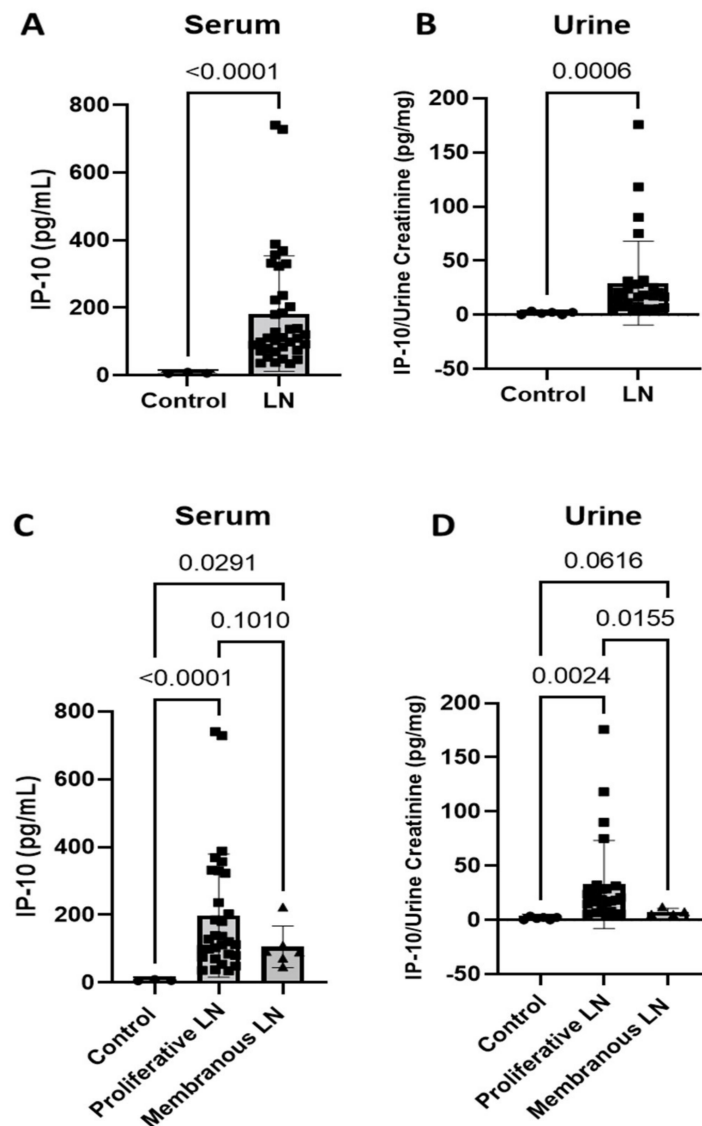 A
Serum
<0.0001
IP-10 (pg/mL)
800
600
400
200
0
Control
LN
B
Urine
0.0006
IP-10/Urine Creatinine (pg/mg)
200
150
100
50
0
-50
Control
LN
C
Serum
0.0291
0.1010
<0.0001
IP-10 (pg/mL)
800
600
400
200
0
Control
Proliferative LN
Membranous LN
D
Urine
0.0616
0.0155
0.0024
IP-10/Urine Creatinine (pg/mg)
200
150
100
50
0
-50
Control
Proliferative LN
Membranous LN